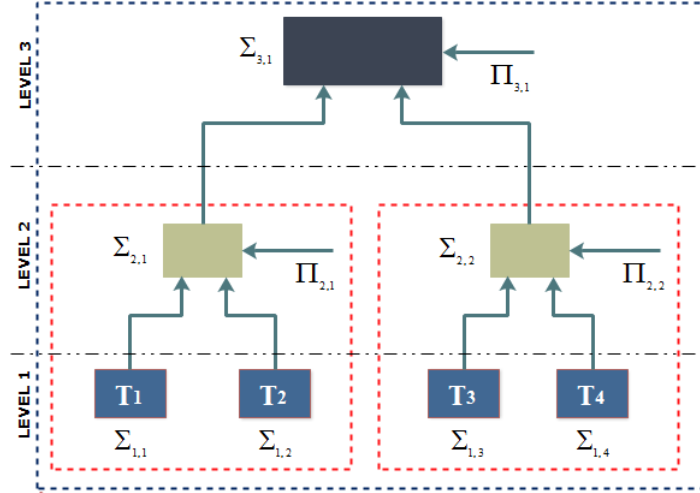 LEVEL 3
Σ3,1
Π3,1
LEVEL 2
Σ2,1
Π2,1
Σ2,2
Π2,2
LEVEL 1
T1
T2
T3
T4
Σ1,1
Σ1,2
Σ1,3
Σ1,4